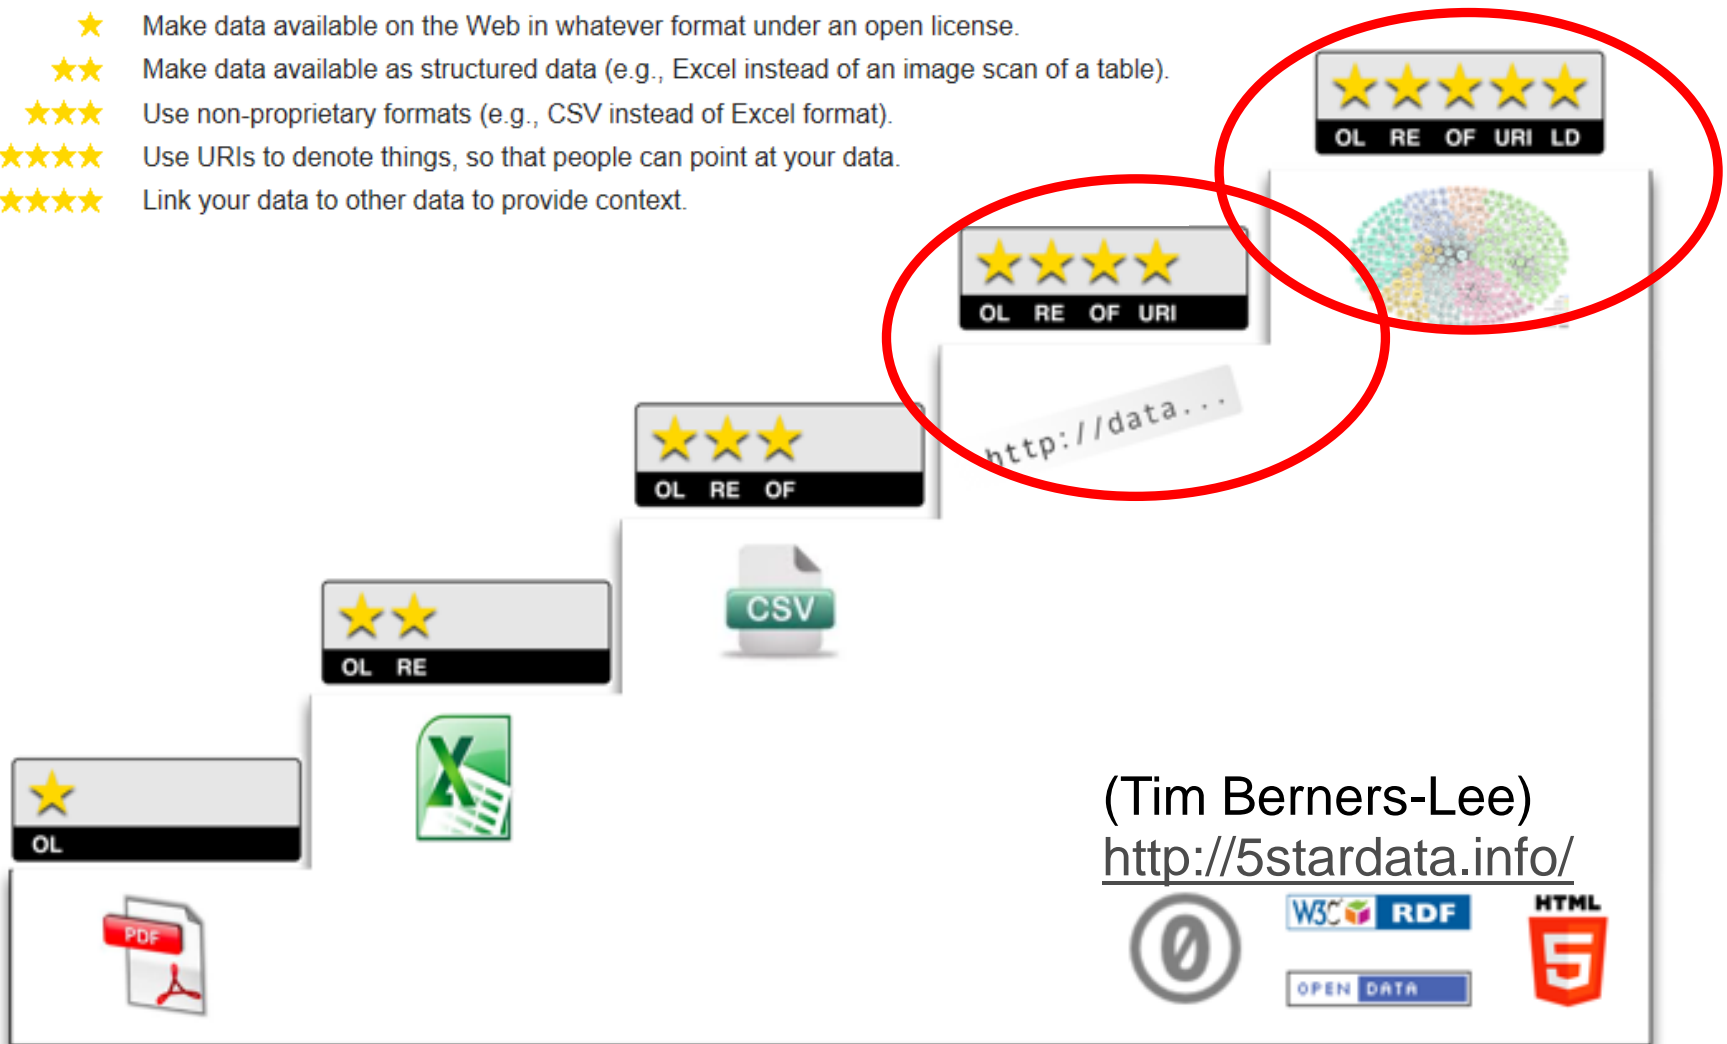 Make data available on the Web in whatever format under an open license.
Make data available as structured data (e.g., Excel instead of an image scan of a table).
Use non-proprietary formats (e.g., CSV instead of Excel format).
Use URIs to denote things, so that people can point at your data.
Link your data to other data to provide context.
OL RE OF URI LD
OL RE OF URI
http://data...
OL RE OF
CSV
OL RE
X
OL
PDF
(Tim Berners-Lee)
http://5stardata.info/
0
W3C RDF
OPEN DATA
HTML
5